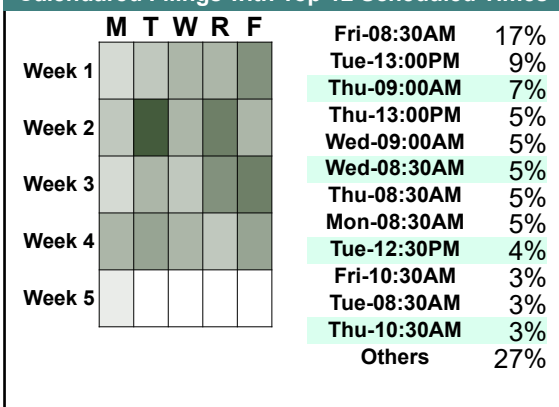 Calendared Filings with Top 12 Scheduled Times
M T W R F
Week 1
Week 2
Week 3
Week 4
Week 5
Fri-08:30AM 17%
Tue-13:00PM 9%
Thu-09:00AM 7%
Thu-13:00PM 5%
Wed-09:00AM 5%
Wed-08:30AM 5%
Thu-08:30AM 5%
Mon-08:30AM 5%
Tue-12:30PM 4%
Fri-10:30AM 3%
Tue-08:30AM 3%
Thu-10:30AM 3%
Others 27%